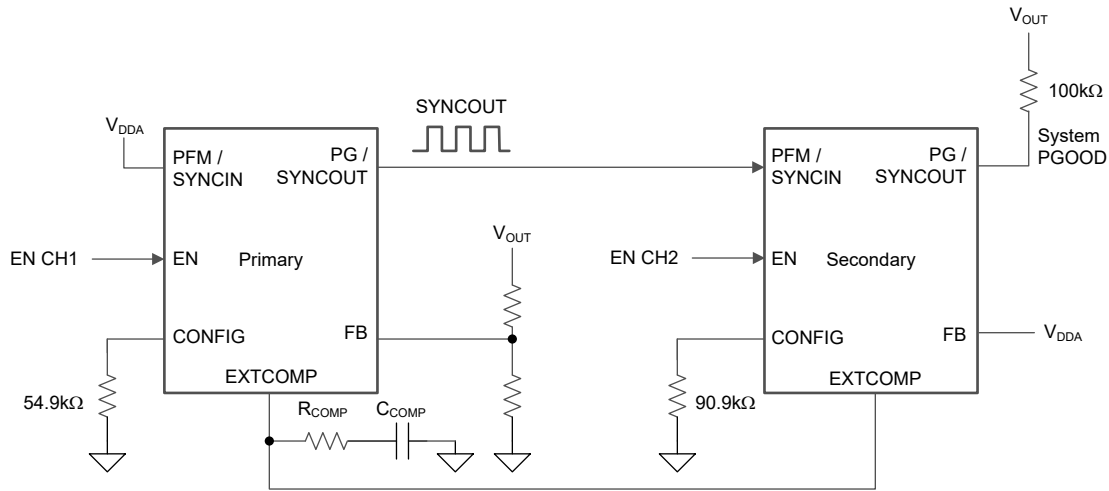 VOUT
100kΩ
SYNCOUT
System
PGOOD
VDDA
PFM /
SYNCIN
PG /
SYNCOUT
PFM /
SYNCIN
PG /
SYNCOUT
VOUT
EN CH1
EN
Primary
EN CH2
EN
Secondary
CONFIG
FB
CONFIG
FB
VDDA
EXTCOMP
EXTCOMP
54.9kΩ
RCOMP
CCOMP
90.9kΩ